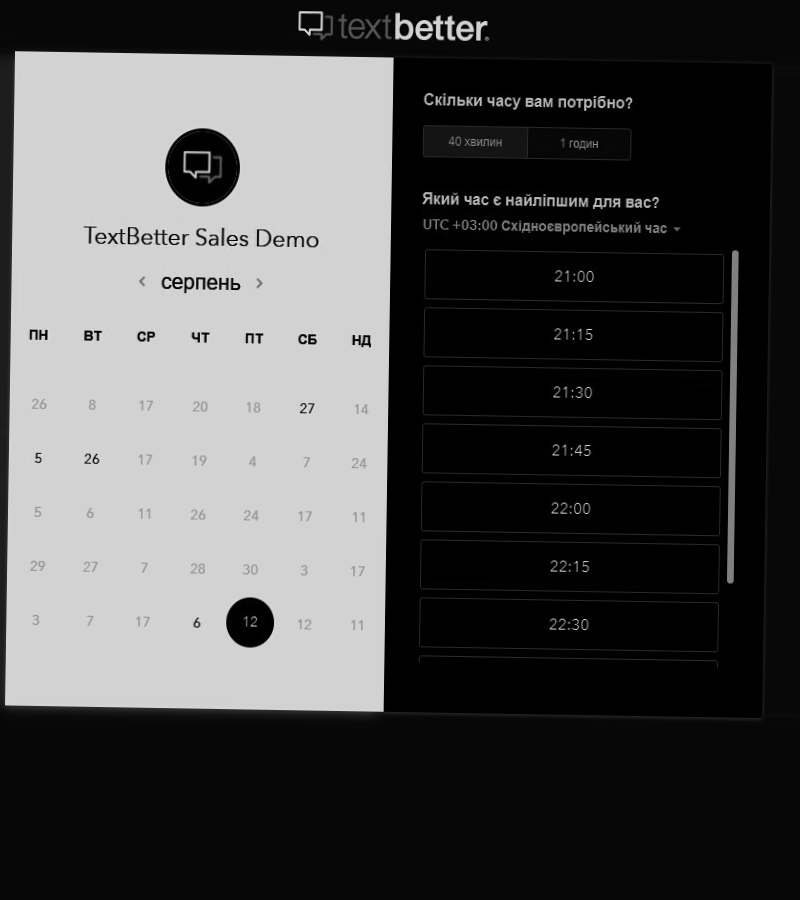 textbetter.
TextBetter Sales Demo
серпень
ПН ВТ СР ЧТ ПТ СБ НД
26 8 17 20 18 27 14
5 26 17 19 4 7 24
5 6 11 26 24 17 11
29 27 7 28 30 3 17
3 7 17 6 12 12 11
Скільки часу вам потрібно?
40 хвилин 1 годин
Який час є найліпшим для вас?
UTC +03:00 Східноєвропейський час
21:00
21:15
21:30
21:45
22:00
22:15
22:30